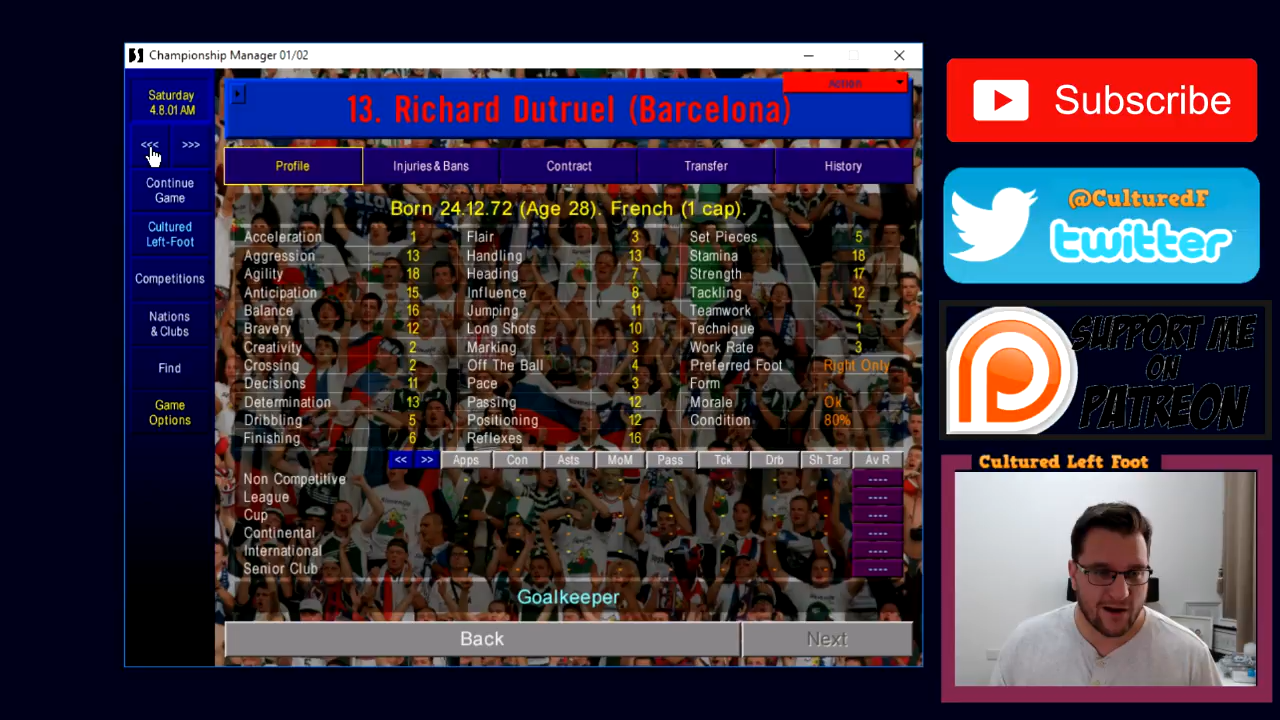 Championship Manager 01/02
Saturday
4.8.01 AM
<<< >>>
Continue
Game
Cultured
Left-Foot
Competitions
Nations
& Clubs
Find
Game
Options
Action
13. Richard Dutruel (Barcelona)
Profile Injuries & Bans Contract Transfer History
Born 24.12.72 (Age 28). French (1 cap).
Acceleration 1 Flair 3 Set Pieces 5
Aggression 13 Handling 13 Stamina 18
Agility 18 Heading 7 Strength 17
Anticipation 15 Influence 8 Tackling 12
Balance 16 Jumping 11 Teamwork 7
Bravery 12 Long Shots 10 Technique 1
Creativity 2 Marking 3 Work Rate 3
Crossing 2 Off The Ball 4 Preferred Foot Right Only
Decisions 11 Pace 3 Form -
Determination 13 Passing 12 Morale Ok
Dribbling 5 Positioning 12 Condition 80%
Finishing 6 Reflexes 16
<< >> Apps Con Asts MoM Pass Tck Drb Sh Tar Av R
Non Competitive - - - - - - - - ----
League - - - - - - - - ----
Cup - - - - - - - - ----
Continental - - - - - - - - ----
International - - - - - - - - ----
Senior Club - - - - - - - - ----
Goalkeeper
Back Next
Subscribe
@CulturedF
twitter
SUPPORT ME
ON
PATREON
Cultured Left Foot